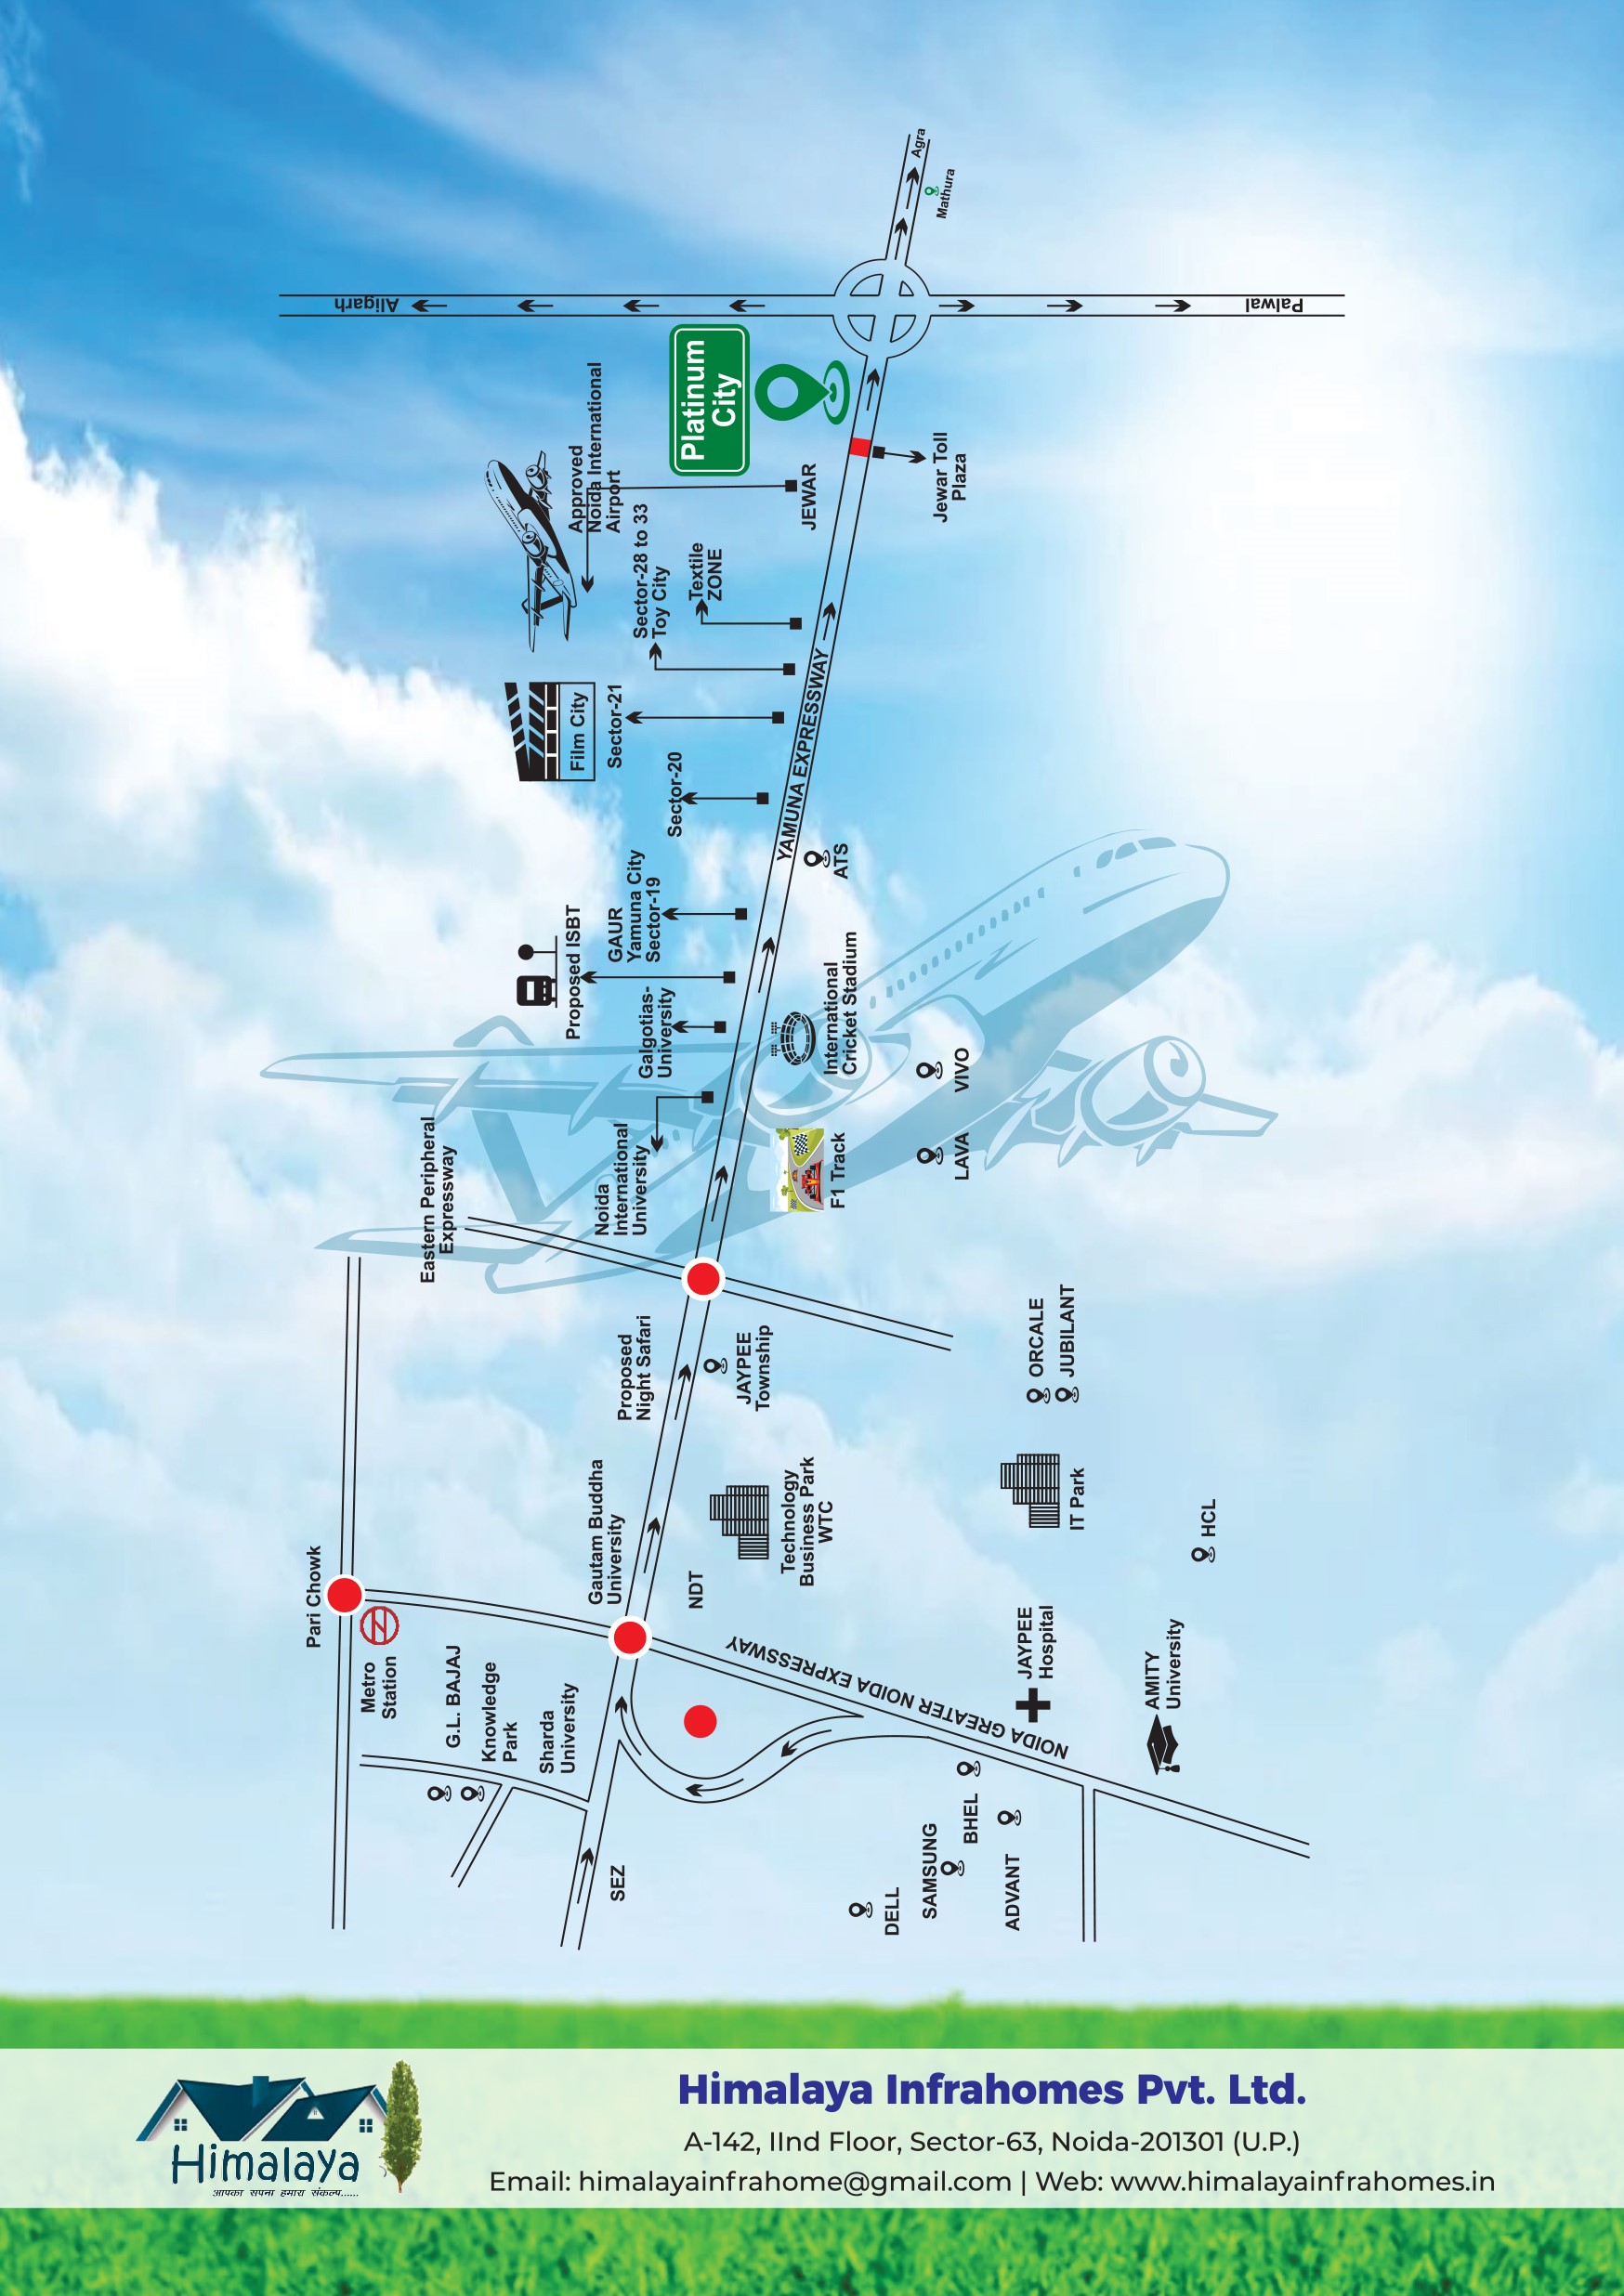 Agra
Mathura
Aligarh
Palwal
Platinum
City
Approved
Noida International
Airport
JEWAR
Jewar Toll
Plaza
Sector-28 to 33
Toy City
Textile
ZONE
Film City
Sector-21
Sector-20
YAMUNA EXPRESSWAY
ATS
GAUR
Yamuna City
Sector-19
Proposed ISBT
Galgotias-
University
International
Cricket Stadium
VIVO
LAVA
F1 Track
Noida
International
University
Eastern Peripheral
Expressway
Proposed
Night Safari
JAYPEE
Township
ORCALE
JUBILANT
Gautam Buddha
University
Technology
Business Park
WTC
IT Park
HCL
NDT
Pari Chowk
Metro
Station
G.L. BAJAJ
Knowledge
Park
Sharda
University
NOIDA GREATER NOIDA EXPRESSWAY
JAYPEE
Hospital
AMITY
University
SEZ
DELL
SAMSUNG
BHEL
ADVANT
Himalaya
आपका सपना हमारा संकल्प......
Himalaya Infrahomes Pvt. Ltd.
A-142, IInd Floor, Sector-63, Noida-201301 (U.P.)
Email: himalayainfrahome@gmail.com | Web: www.himalayainfrahomes.in